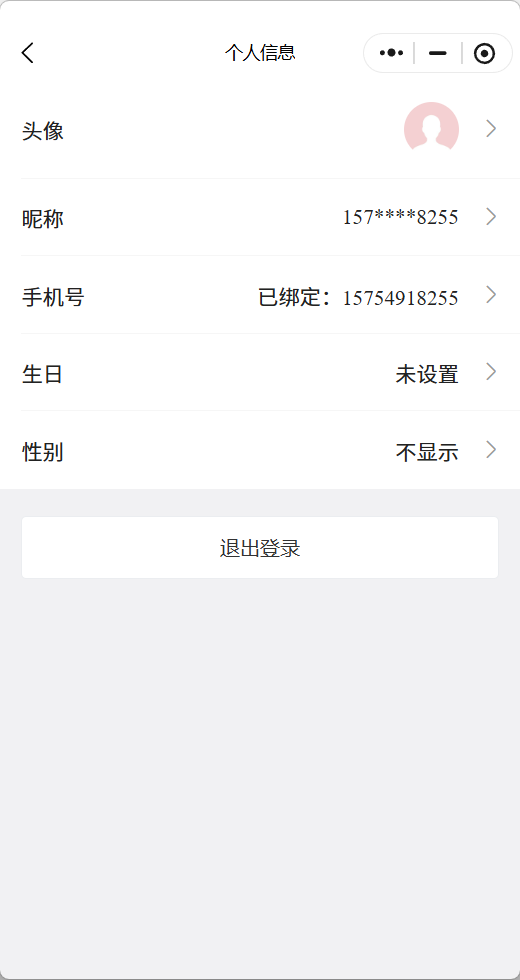 个人信息
头像
昵称 157****8255
手机号 已绑定：15754918255
生日 未设置
性别 不显示
退出登录